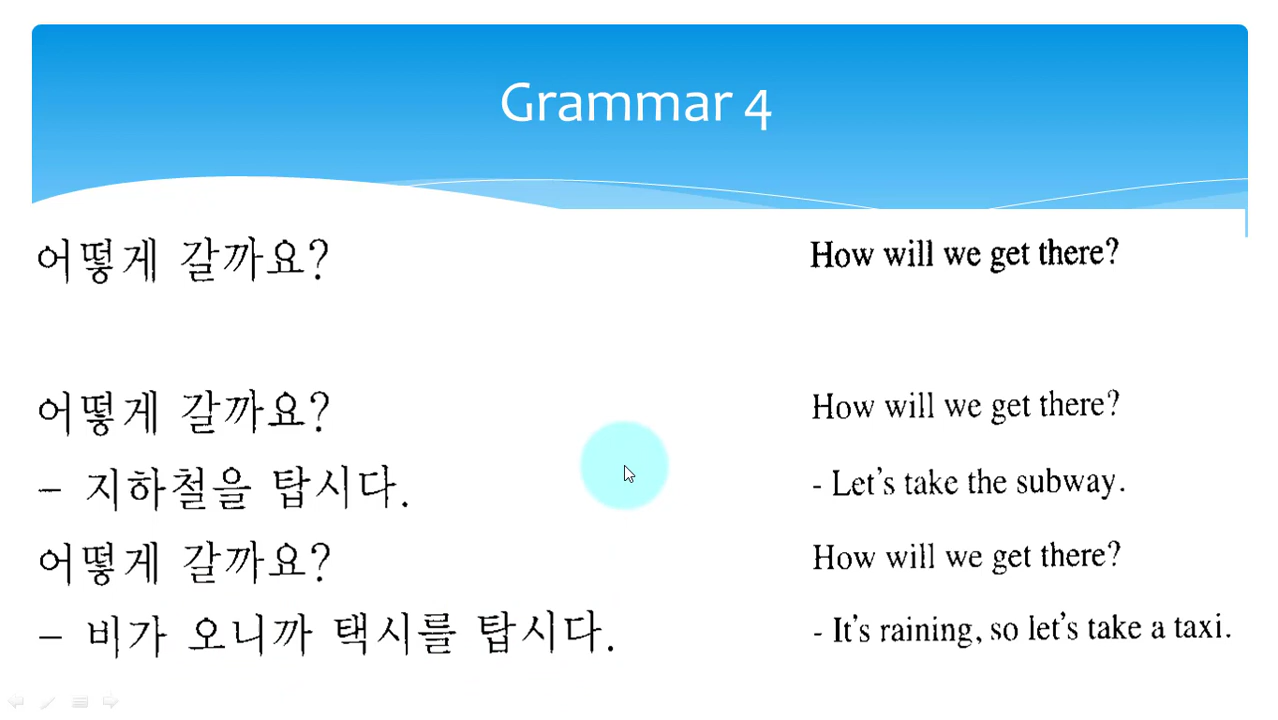 Grammar 4
어떻게 갈까요? How will we get there?
어떻게 갈까요? How will we get there?
– 지하철을 탑시다. - Let's take the subway.
어떻게 갈까요? How will we get there?
– 비가 오니까 택시를 탑시다. - It's raining, so let's take a taxi.